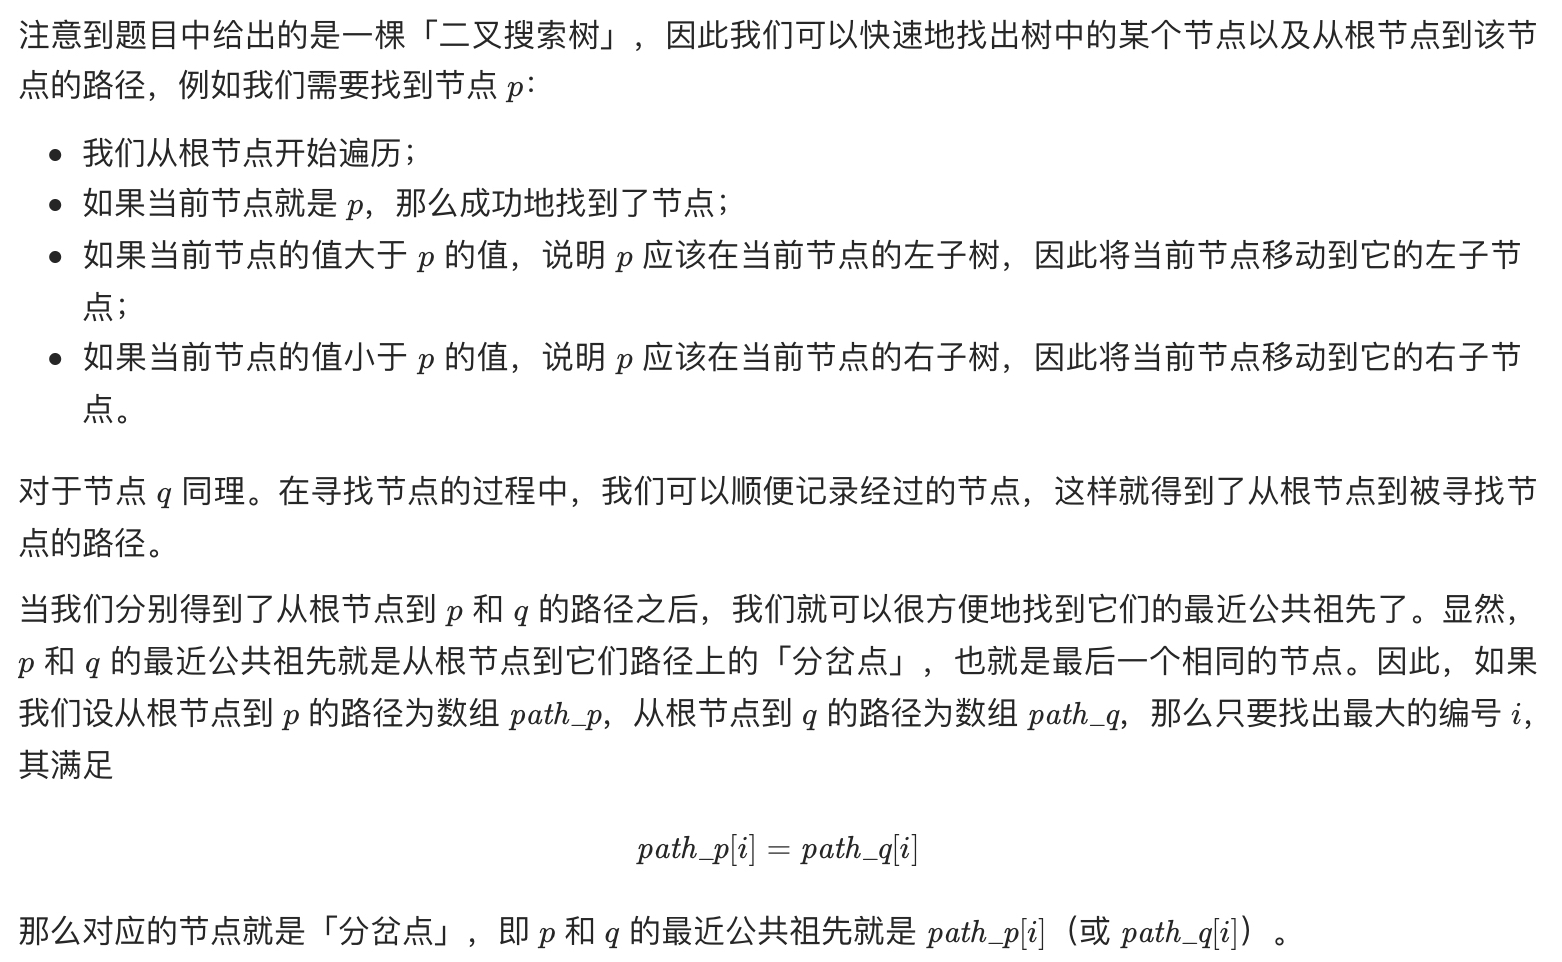 注意到题目中给出的是一棵「二叉搜索树」，因此我们可以快速地找出树中的某个节点以及从根节点到该节
点的路径，例如我们需要找到节点 p：
• 我们从根节点开始遍历；
• 如果当前节点就是 p，那么成功地找到了节点；
• 如果当前节点的值大于 p 的值，说明 p 应该在当前节点的左子树，因此将当前节点移动到它的左子节
点；
• 如果当前节点的值小于 p 的值，说明 p 应该在当前节点的右子树，因此将当前节点移动到它的右子节
点。
对于节点 q 同理。在寻找节点的过程中，我们可以顺便记录经过的节点，这样就得到了从根节点到被寻找节
点的路径。
当我们分别得到了从根节点到 p 和 q 的路径之后，我们就可以很方便地找到它们的最近公共祖先了。显然，
p 和 q 的最近公共祖先就是从根节点到它们路径上的「分岔点」，也就是最后一个相同的节点。因此，如果
我们设从根节点到 p 的路径为数组 path_p，从根节点到 q 的路径为数组 path_q，那么只要找出最大的编号 i，
其满足
path_p[i] = path_q[i]
那么对应的节点就是「分岔点」，即 p 和 q 的最近公共祖先就是 path_p[i]（或 path_q[i]）。